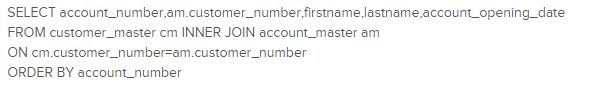 SELECT account_number,am.customer_number,firstname,lastname,account_opening_date
FROM customer_master cm INNER JOIN account_master am
ON cm.customer_number=am.customer_number
ORDER BY account_number